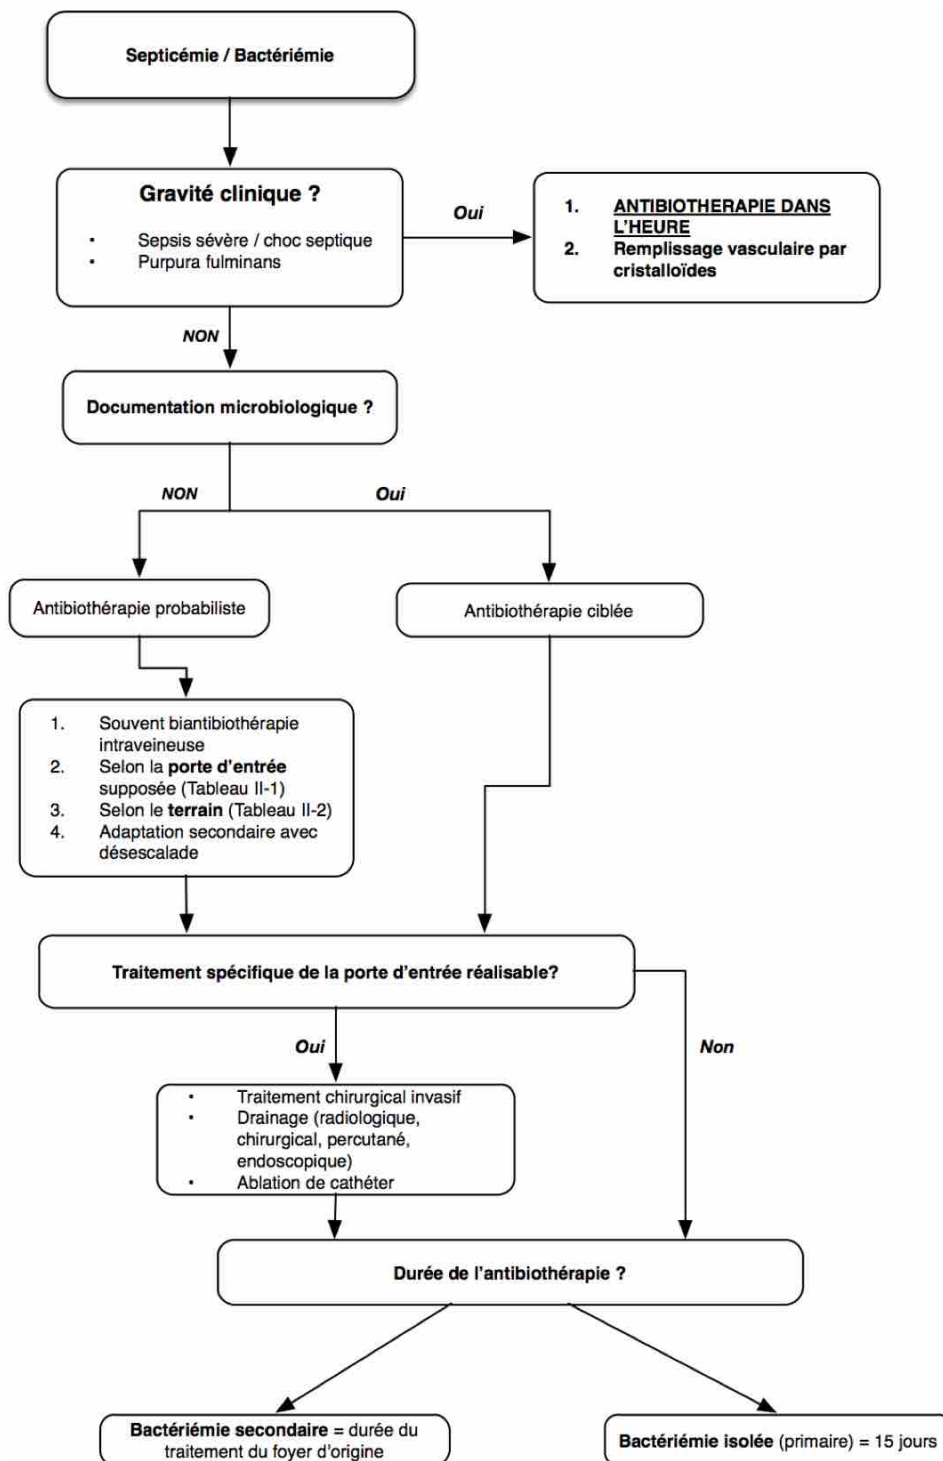 Septicémie / Bactériémie
Gravité clinique ?
• Sepsis sévère / choc septique
• Purpura fulminans
Oui
1. ANTIBIOTHERAPIE DANS
L'HEURE
2. Remplissage vasculaire par
cristalloïdes
NON
Documentation microbiologique ?
NON
Oui
Antibiothérapie probabiliste
Antibiothérapie ciblée
1. Souvent biantibiothérapie
intraveineuse
2. Selon la porte d'entrée
supposée (Tableau II-1)
3. Selon le terrain (Tableau II-2)
4. Adaptation secondaire avec
désescalade
Traitement spécifique de la porte d'entrée réalisable?
Oui
Non
• Traitement chirurgical invasif
• Drainage (radiologique,
chirurgical, percutané,
endoscopique)
• Ablation de cathéter
Durée de l'antibiothérapie ?
Bactériémie secondaire = durée du
traitement du foyer d'origine
Bactériémie isolée (primaire) = 15 jours